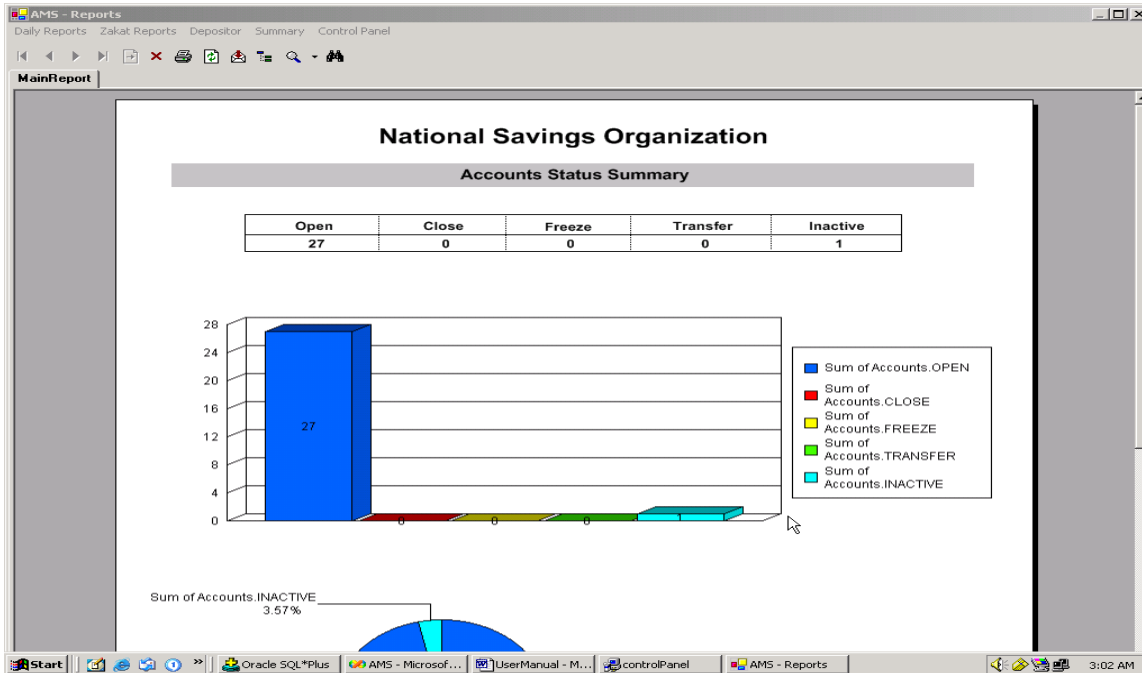 AMS - Reports
Daily Reports Zakat Reports Depositor Summary Control Panel
MainReport
National Savings Organization
Accounts Status Summary
Open Close Freeze Transfer Inactive
27 0 0 0 1
28
24
20
16
12
8
4
0
27
0 0 0
Sum of Accounts.OPEN
Sum of
Accounts.CLOSE
Sum of
Accounts.FREEZE
Sum of
Accounts.TRANSFER
Sum of
Accounts.INACTIVE
Sum of Accounts.INACTIVE
3.57%
Start » Oracle SQL*Plus AMS - Microsof... UserManual - M... controlPanel AMS - Reports 3:02 AM